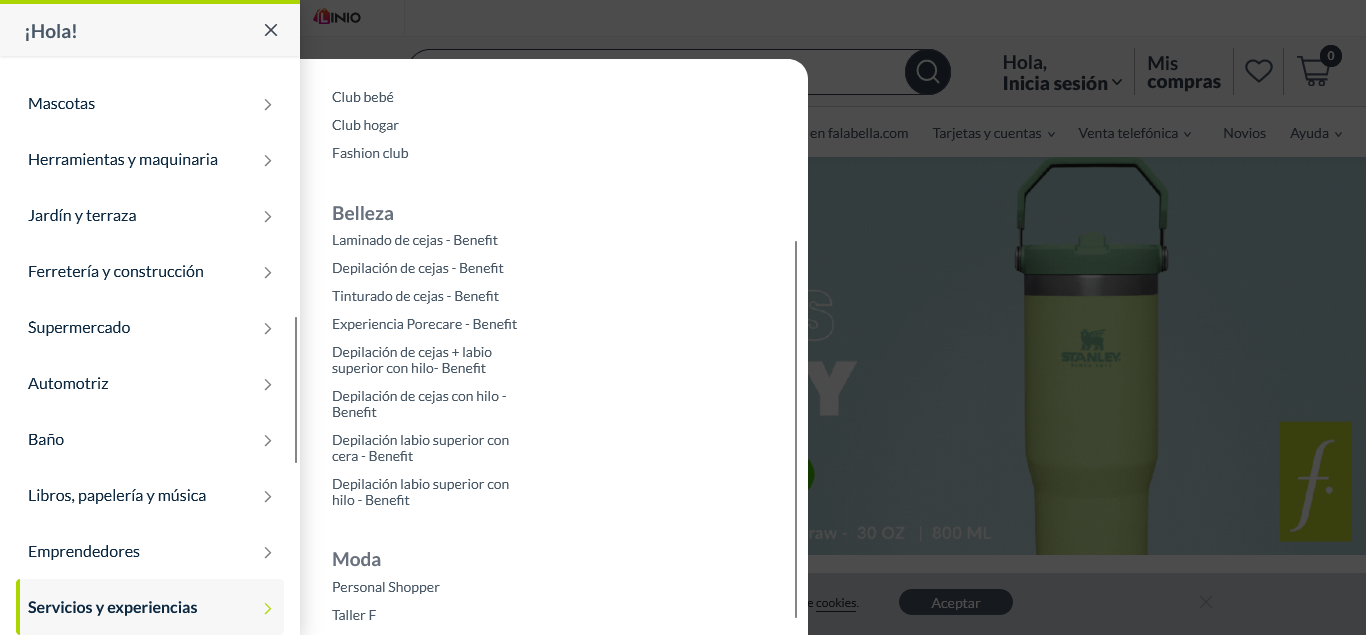 ¡Hola!
Mascotas
Herramientas y maquinaria
Jardín y terraza
Ferretería y construcción
Supermercado
Automotriz
Baño
Libros, papelería y música
Emprendedores
Servicios y experiencias
Club bebé
Club hogar
Fashion club
Belleza
Laminado de cejas - Benefit
Depilación de cejas - Benefit
Tinturado de cejas - Benefit
Experiencia Porecare - Benefit
Depilación de cejas + labio
superior con hilo- Benefit
Depilación de cejas con hilo -
Benefit
Depilación labio superior con
cera - Benefit
Depilación labio superior con
hilo - Benefit
Moda
Personal Shopper
Taller F
LINIO
Hola,
Inicia sesión
Mis
compras
0
en falabella.com
Tarjetas y cuentas
Venta telefónica
Novios
Ayuda
S
Y
STANLEY
raw - 30 OZ | 800 ML
f.
cookies.
Aceptar